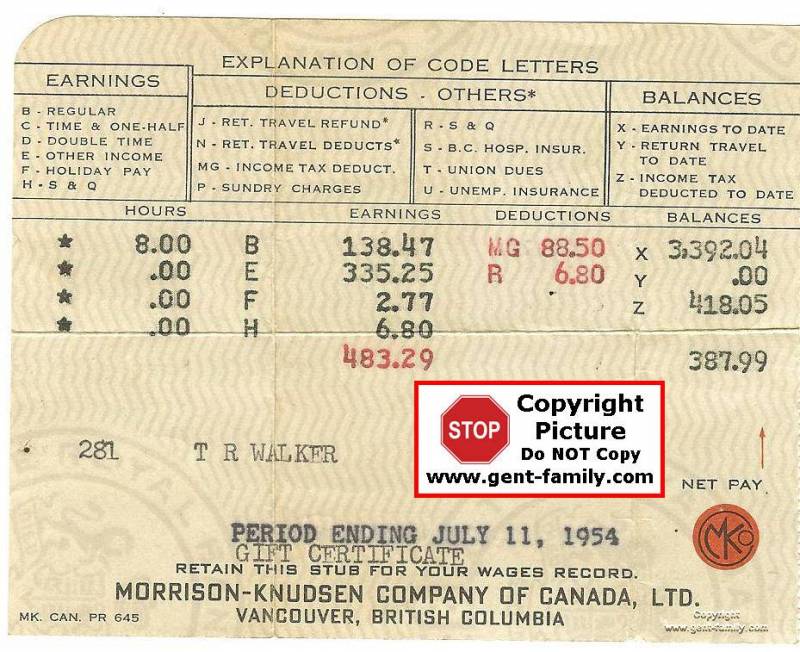 EXPLANATION OF CODE LETTERS
EARNINGS
B - REGULAR
C - TIME & ONE-HALF
D - DOUBLE TIME
E - OTHER INCOME
F - HOLIDAY PAY
H - S & Q
DEDUCTIONS - OTHERS*
J - RET. TRAVEL REFUND*
N - RET. TRAVEL DEDUCTS*
MG - INCOME TAX DEDUCT.
P - SUNDRY CHARGES
R - S & Q
S - B.C. HOSP. INSUR.
T - UNION DUES
U - UNEMP. INSURANCE
BALANCES
X - EARNINGS TO DATE
Y - RETURN TRAVEL
TO DATE
Z - INCOME TAX
DEDUCTED TO DATE
HOURS EARNINGS DEDUCTIONS BALANCES
* 8.00 B 138.47 MG 88.50 X 3,392.04
* .00 E 335.25 R 6.80 Y .00
* .00 F 2.77 Z 418.05
* .00 H 6.80
483.29 387.99
STOP
Copyright
Picture
Do NOT Copy
www.gent-family.com
281 T R WALKER
NET PAY
MKCo
PERIOD ENDING JULY 11, 1954
GIFT CERTIFICATE
RETAIN THIS STUB FOR YOUR WAGES RECORD.
MORRISON-KNUDSEN COMPANY OF CANADA, LTD.
VANCOUVER, BRITISH COLUMBIA
MK. CAN. PR 645
Copyright
www.gent-family.com